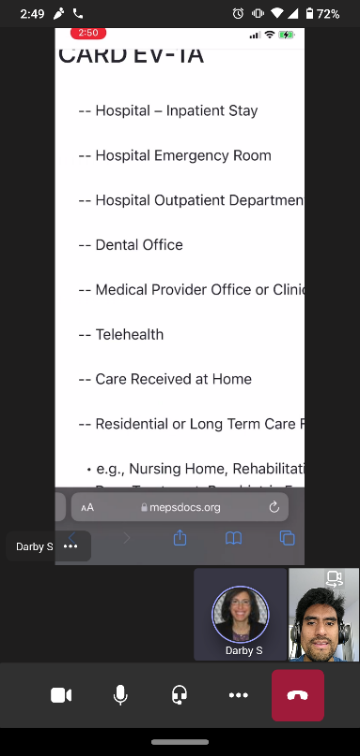 2:49
72%
2:50
CARD EV-1A
-- Hospital – Inpatient Stay
-- Hospital Emergency Room
-- Hospital Outpatient Departmen
-- Dental Office
-- Medical Provider Office or Clinic
-- Telehealth
-- Care Received at Home
-- Residential or Long Term Care F
• e.g., Nursing Home, Rehabilitati
AA
mepsdocs.org
Darby S
Darby S